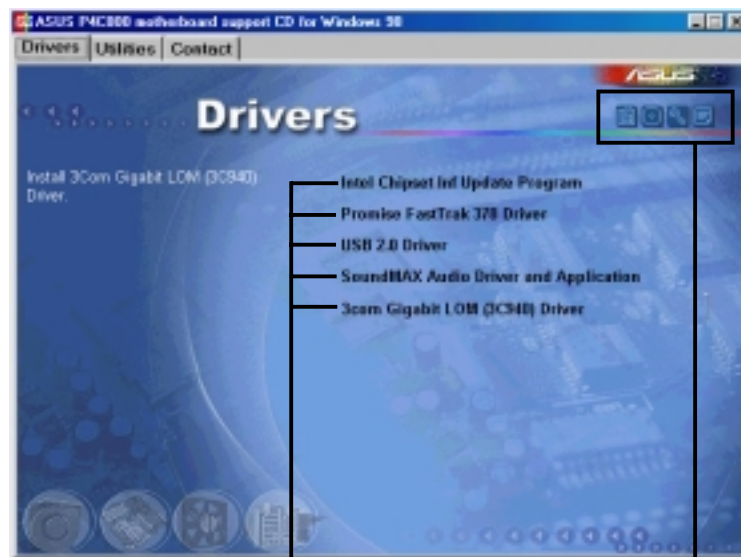 ASUS P4C800 motherboard support CD for Windows 98
Drivers
Utilities
Contact
ASUS
Drivers
Install 3Com Gigabit LOM (3C940)
Driver.
Intel Chipset Inf Update Program
Promise FastTrak 378 Driver
USB 2.0 Driver
SoundMAX Audio Driver and Application
3com Gigabit LOM (3C940) Driver